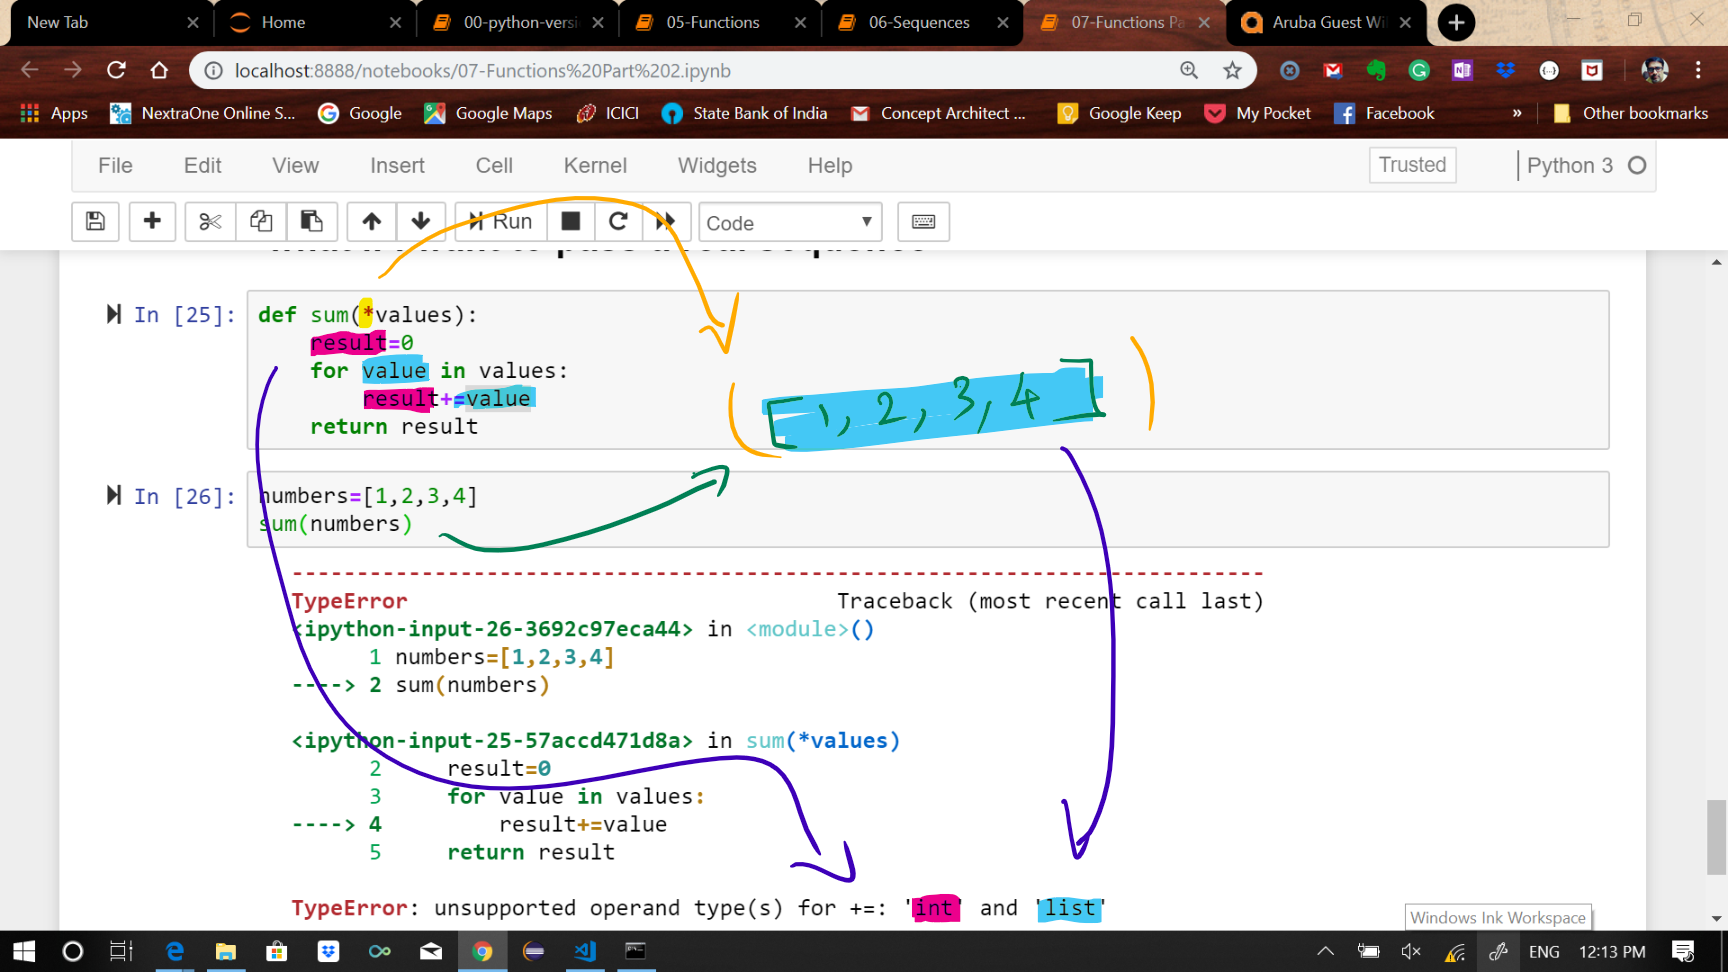 New Tab
Home
00-python-versi
05-Functions
06-Sequences
07-Functions Pa
Aruba Guest Wi
localhost:8888/notebooks/07-Functions%20Part%202.ipynb
Apps
NextraOne Online S...
Google
Google Maps
ICICI
State Bank of India
Concept Architect ...
Google Keep
My Pocket
Facebook
»
Other bookmarks
File Edit View Insert Cell Kernel Widgets Help
Trusted
Python 3
Run
Code
In [25]:
def sum(*values):
result=0
for value in values:
result+=value
return result
[1, 2, 3, 4]
In [26]:
numbers=[1,2,3,4]
sum(numbers)
---------------------------------------------------------------------------
TypeError Traceback (most recent call last)
<ipython-input-26-3692c97eca44> in <module>()
1 numbers=[1,2,3,4]
----> 2 sum(numbers)
<ipython-input-25-57accd471d8a> in sum(*values)
2 result=0
3 for value in values:
----> 4 result+=value
5 return result
TypeError: unsupported operand type(s) for +=: 'int' and 'list'
Windows Ink Workspace
ENG
12:13 PM